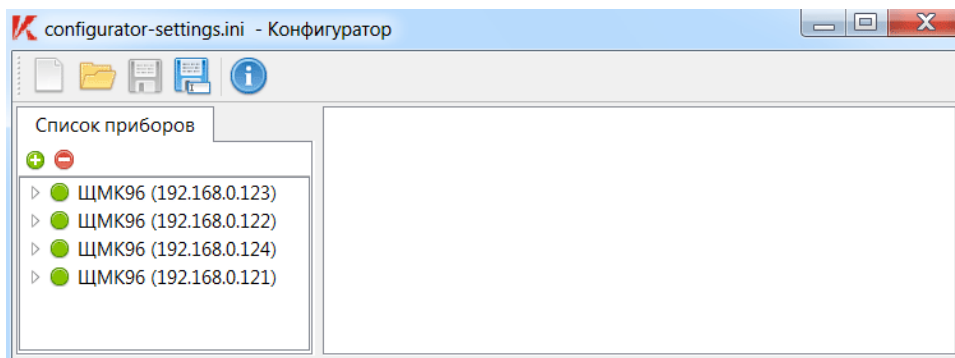 configurator-settings.ini - Конфигуратор
Список приборов
ЩМК96 (192.168.0.123)
ЩМК96 (192.168.0.122)
ЩМК96 (192.168.0.124)
ЩМК96 (192.168.0.121)